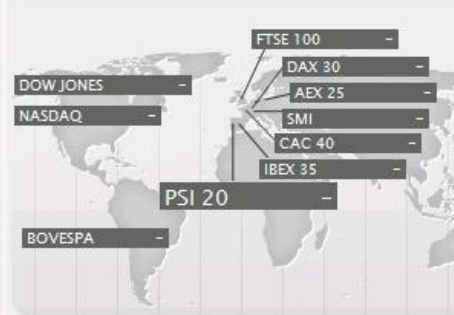 FTSE 100 -
DAX 30 -
DOW JONES -
AEX 25 -
NASDAQ -
SMI -
CAC 40 -
IBEX 35 -
PSI 20 -
BOVESPA -